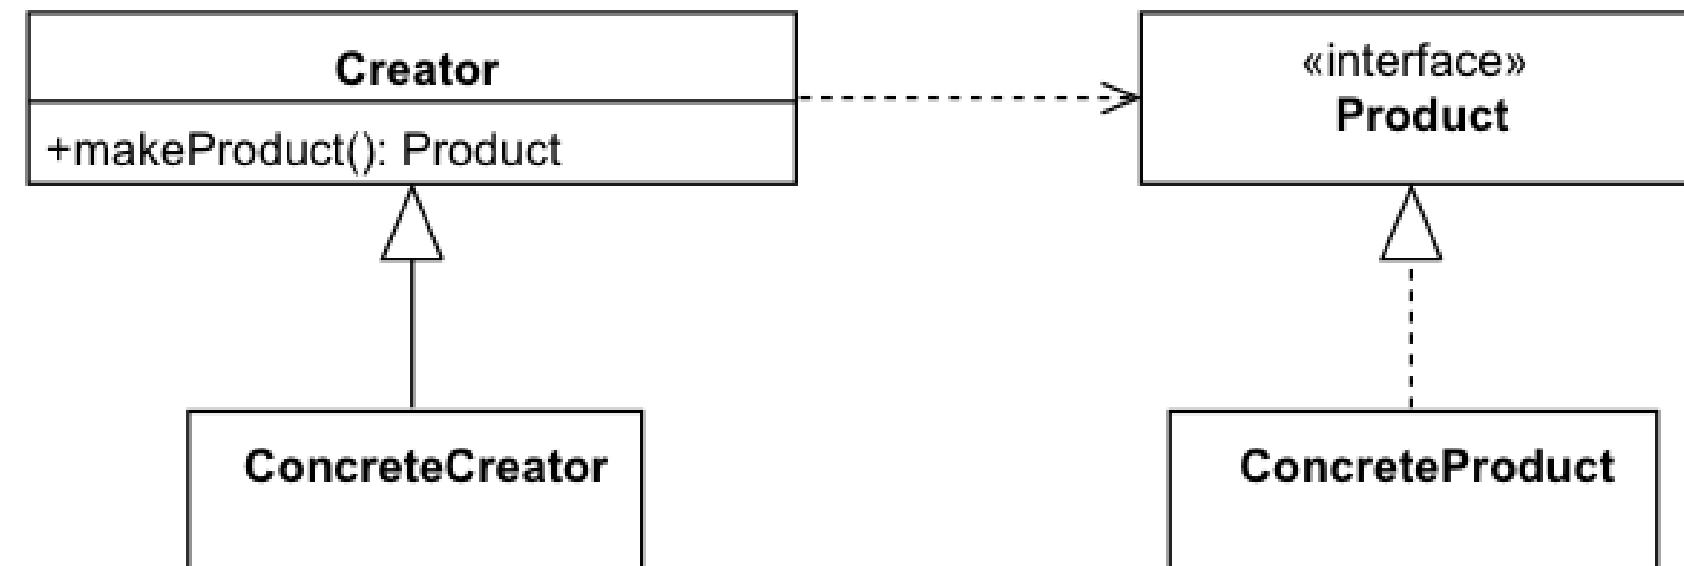 Creator
+makeProduct(): Product
«interface»
Product
ConcreteCreator
ConcreteProduct